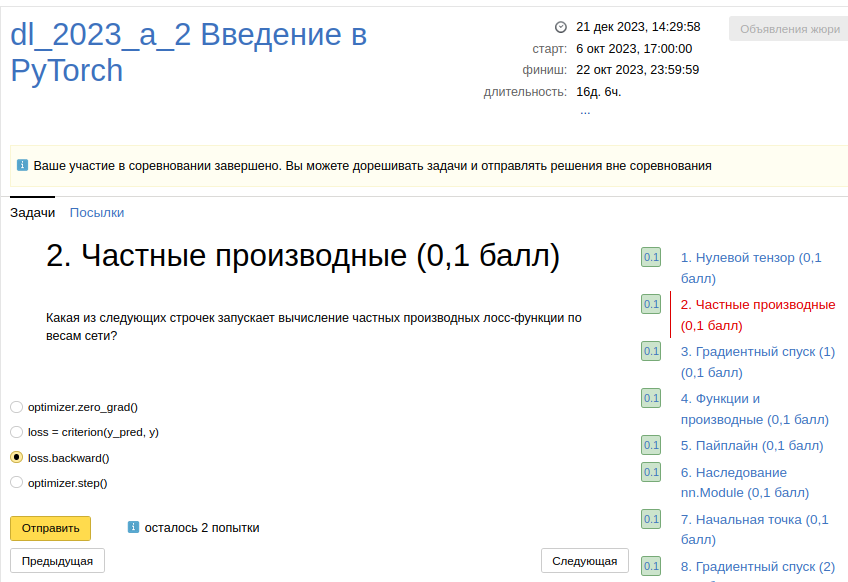 dl_2023_a_2 Введение в
PyTorch
21 дек 2023, 14:29:58
старт: 6 окт 2023, 17:00:00
финиш: 22 окт 2023, 23:59:59
длительность: 16д. 6ч.
...
Объявления жюри
Ваше участие в соревновании завершено. Вы можете дорешивать задачи и отправлять решения вне соревнования
Задачи Посылки
2. Частные производные (0,1 балл)
Какая из следующих строчек запускает вычисление частных производных лосс-функции по
весам сети?
optimizer.zero_grad()
loss = criterion(y_pred, y)
loss.backward()
optimizer.step()
Отправить
осталось 2 попытки
Предыдущая
Следующая
0.1 1. Нулевой тензор (0,1
балл)
0.1 2. Частные производные
(0,1 балл)
0.1 3. Градиентный спуск (1)
(0,1 балл)
0.1 4. Функции и
производные (0,1 балл)
0.1 5. Пайплайн (0,1 балл)
0.1 6. Наследование
nn.Module (0,1 балл)
0.1 7. Начальная точка (0,1
балл)
0.1 8. Градиентный спуск (2)